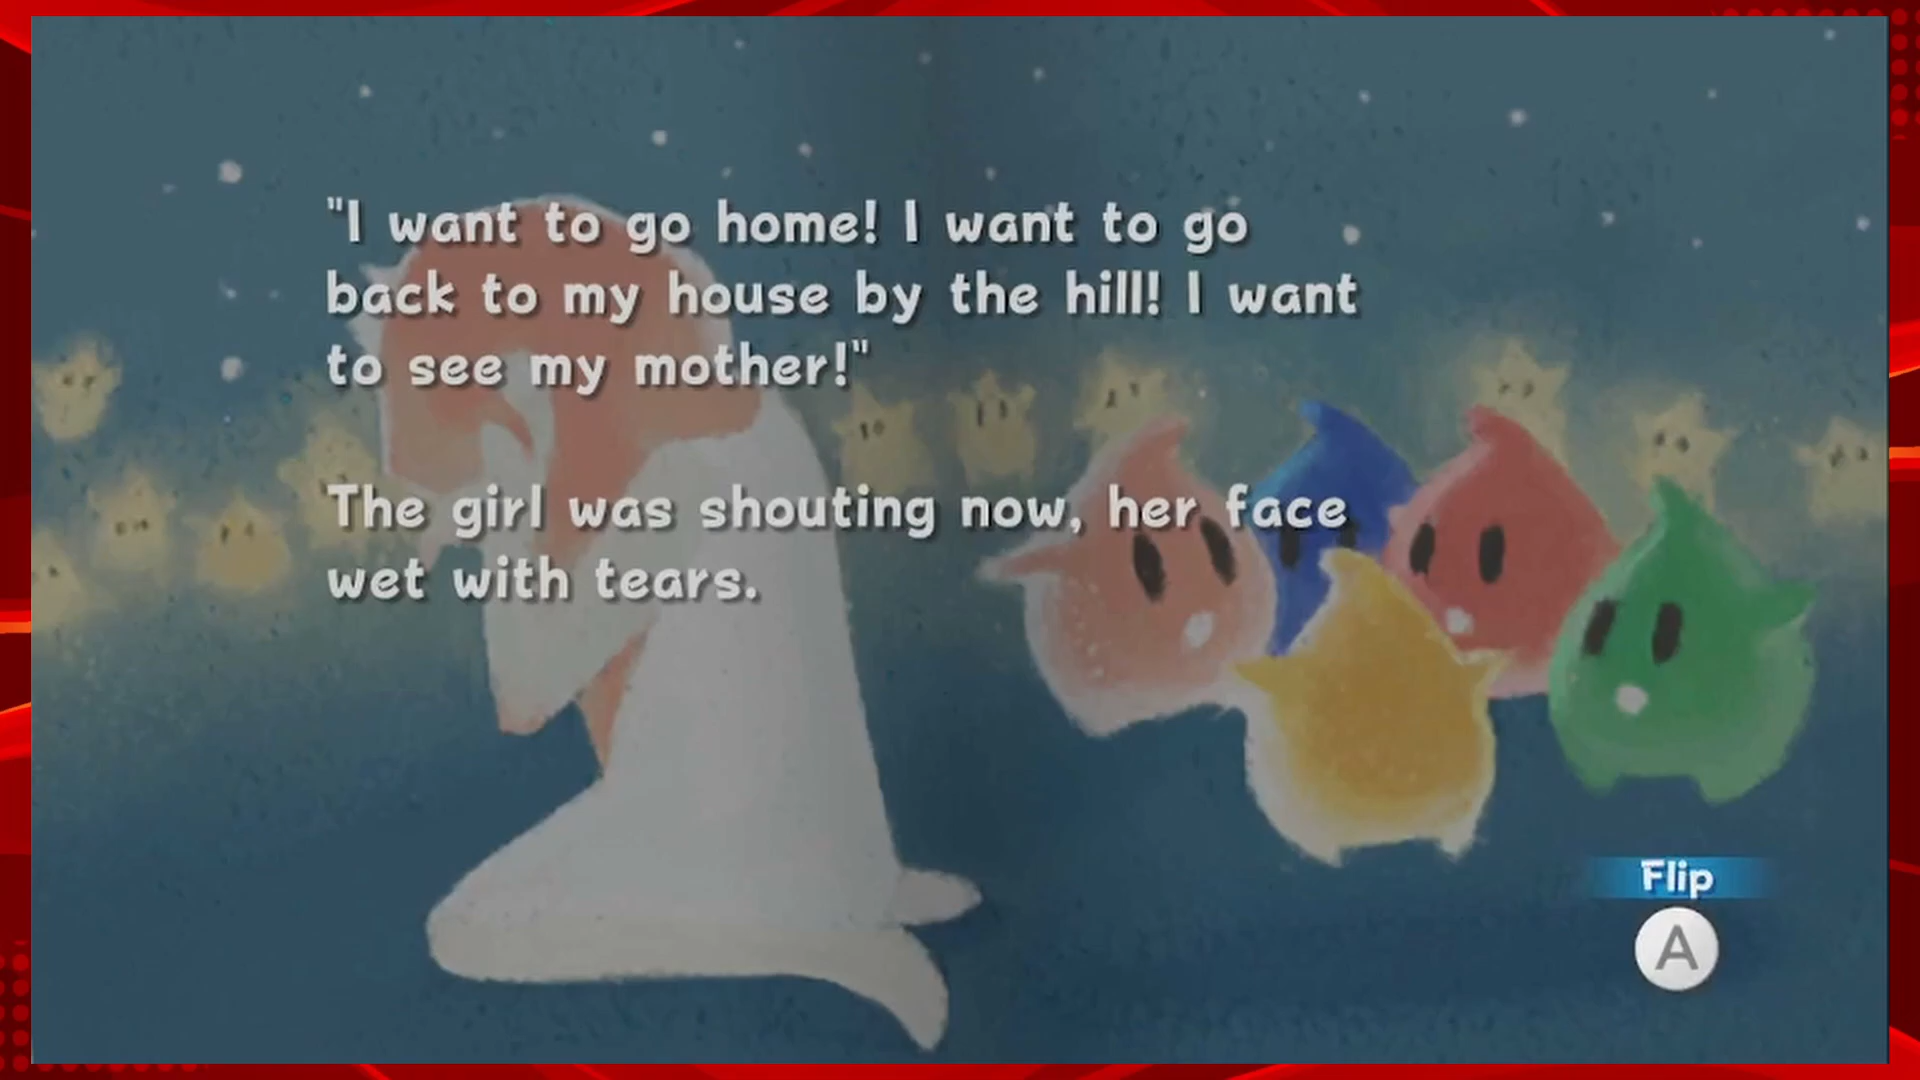 "I want to go home! I want to go
back to my house by the hill! I want
to see my mother!"
The girl was shouting now, her face
wet with tears.
Flip
A